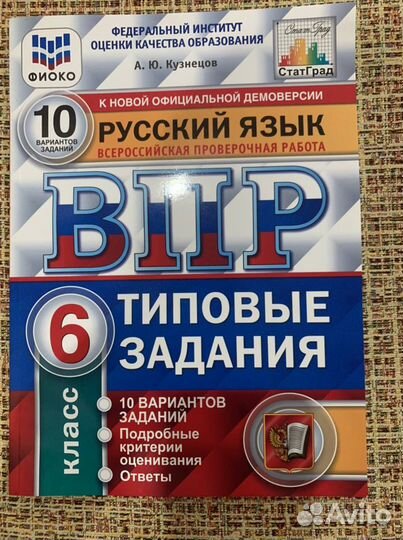 ФЕДЕРАЛЬНЫЙ ИНСТИТУТ
ОЦЕНКИ КАЧЕСТВА ОБРАЗОВАНИЯ
А. Ю. Кузнецов
ФИОКО
СтатГрад
СтатГрад
К НОВОЙ ОФИЦИАЛЬНОЙ ДЕМОВЕРСИИ
10
ВАРИАНТОВ
ЗАДАНИЙ
РУССКИЙ ЯЗЫК
ВСЕРОССИЙСКАЯ ПРОВЕРОЧНАЯ РАБОТА
ВПР
6
класс
ТИПОВЫЕ
ЗАДАНИЯ
10 ВАРИАНТОВ
ЗАДАНИЙ
Подробные
критерии
оценивания
Ответы
Avito